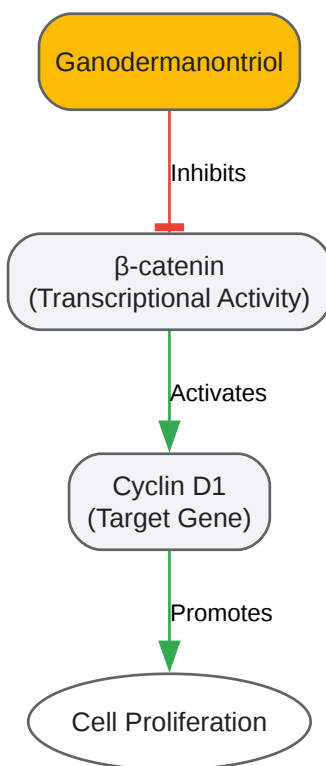 Ganodermanontriol
Inhibits
β-catenin
(Transcriptional Activity)
Activates
Cyclin D1
(Target Gene)
Promotes
Cell Proliferation